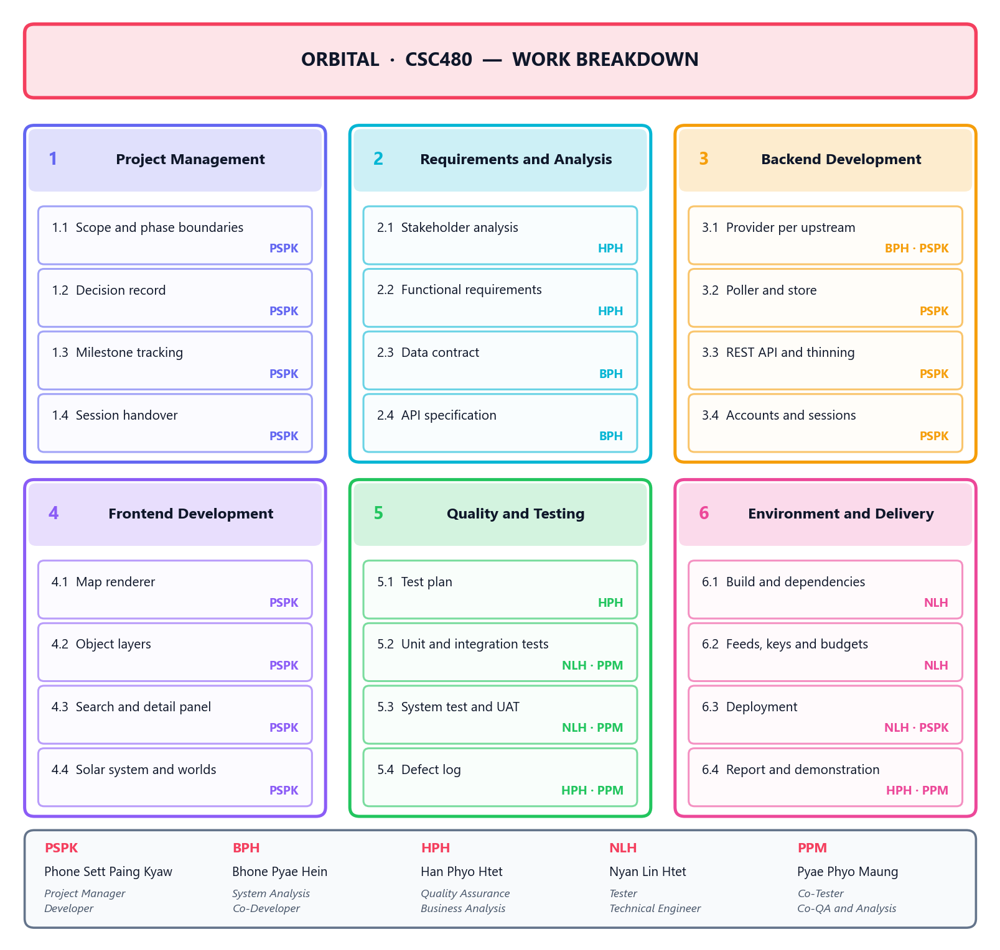 ORBITAL · CSC480 — WORK BREAKDOWN
1 Project Management
1.1 Scope and phase boundaries
PSPK
1.2 Decision record
PSPK
1.3 Milestone tracking
PSPK
1.4 Session handover
PSPK
2 Requirements and Analysis
2.1 Stakeholder analysis
HPH
2.2 Functional requirements
HPH
2.3 Data contract
BPH
2.4 API specification
BPH
3 Backend Development
3.1 Provider per upstream
BPH · PSPK
3.2 Poller and store
PSPK
3.3 REST API and thinning
PSPK
3.4 Accounts and sessions
PSPK
4 Frontend Development
4.1 Map renderer
PSPK
4.2 Object layers
PSPK
4.3 Search and detail panel
PSPK
4.4 Solar system and worlds
PSPK
5 Quality and Testing
5.1 Test plan
HPH
5.2 Unit and integration tests
NLH · PPM
5.3 System test and UAT
NLH · PPM
5.4 Defect log
HPH · PPM
6 Environment and Delivery
6.1 Build and dependencies
NLH
6.2 Feeds, keys and budgets
NLH
6.3 Deployment
NLH · PSPK
6.4 Report and demonstration
HPH · PPM
PSPK
Phone Sett Paing Kyaw
Project Manager
Developer
BPH
Bhone Pyae Hein
System Analysis
Co-Developer
HPH
Han Phyo Htet
Quality Assurance
Business Analysis
NLH
Nyan Lin Htet
Tester
Technical Engineer
PPM
Pyae Phyo Maung
Co-Tester
Co-QA and Analysis